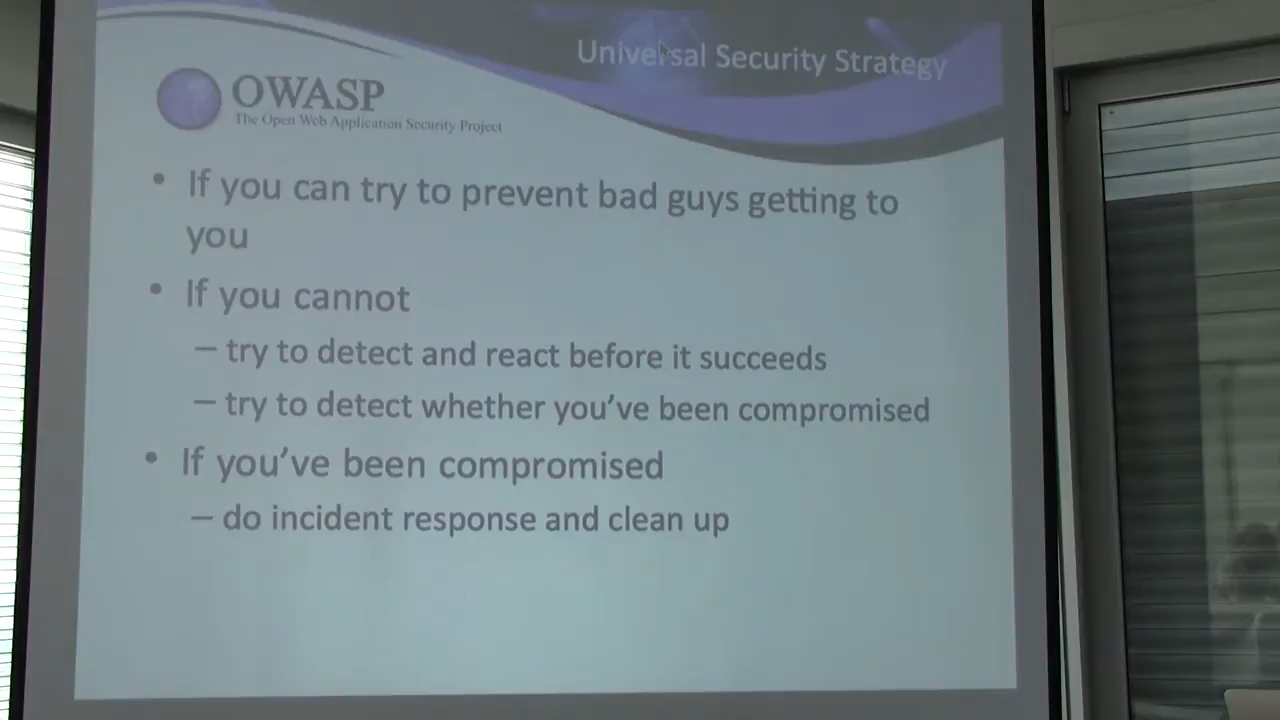 Universal Security Strategy
OWASP
The Open Web Application Security Project
• If you can try to prevent bad guys getting to
you
• If you cannot
– try to detect and react before it succeeds
– try to detect whether you've been compromised
• If you've been compromised
– do incident response and clean up